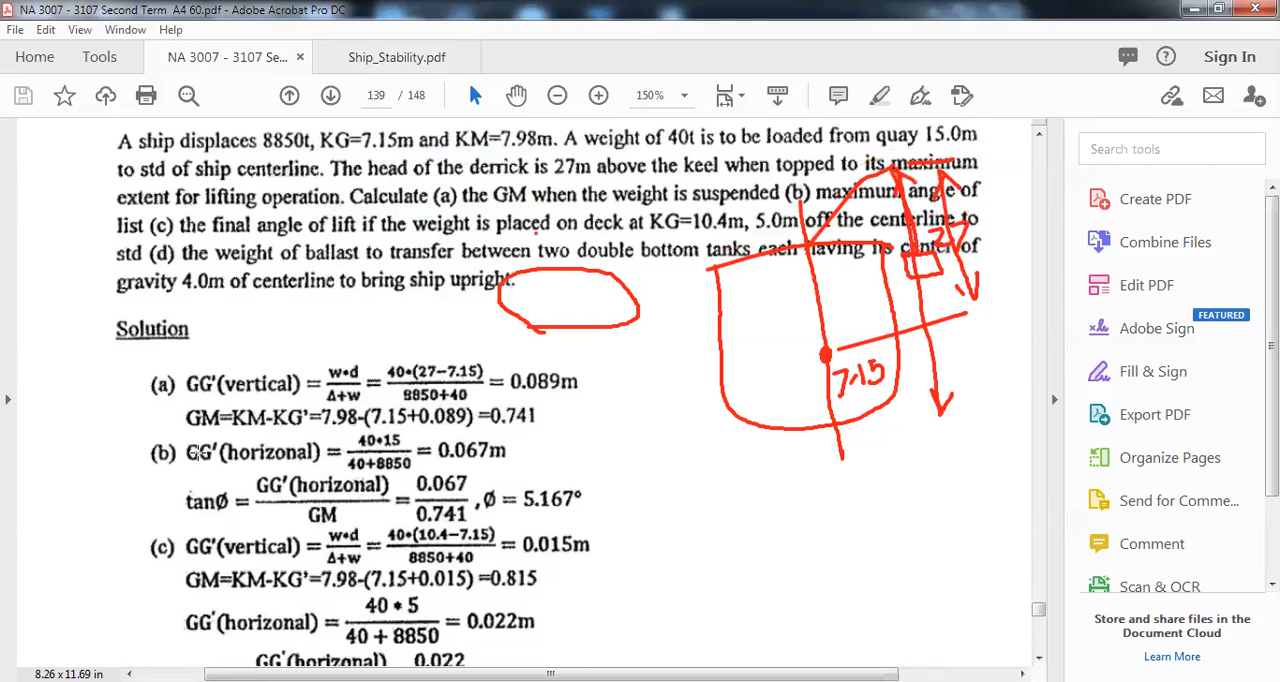 NA 3007 - 3107 Second Term A4 60.pdf - Adobe Acrobat Pro DC
File Edit View Window Help
Home Tools NA 3007 - 3107 Se... × Ship_Stability.pdf Sign In
139 / 148 150%
A ship displaces 8850t, KG=7.15m and KM=7.98m. A weight of 40t is to be loaded from quay 15.0m
to std of ship centerline. The head of the derrick is 27m above the keel when topped to its maximum
extent for lifting operation. Calculate (a) the GM when the weight is suspended (b) maximum angle of
list (c) the final angle of lift if the weight is placed on deck at KG=10.4m, 5.0m off the centerline to
std (d) the weight of ballast to transfer between two double bottom tanks each having its center of
gravity 4.0m of centerline to bring ship upright.
27
7.15
Solution
(a) GG'(vertical) = w*d / Δ+w = 40*(27−7.15) / 8850+40 = 0.089m
GM=KM-KG'=7.98-(7.15+0.089) =0.741
(b) GG'(horizonal) = 40*15 / 40+8850 = 0.067m
tanØ = GG'(horizonal) / GM = 0.067 / 0.741 , Ø = 5.167°
(c) GG'(vertical) = w*d / Δ+w = 40*(10.4−7.15) / 8850+40 = 0.015m
GM=KM-KG'=7.98-(7.15+0.015) =0.815
GG'(horizonal) = 40 * 5 / 40 + 8850 = 0.022m
GG'(horizonal) 0.022
8.26 x 11.69 in
Search tools
Create PDF
Combine Files
Edit PDF
Export PDF
Organize Pages
Send for Comme...
Comment
Scan & OCR
FEATURED
Adobe Sign
Fill & Sign
Store and share files in the
Document Cloud
Learn More